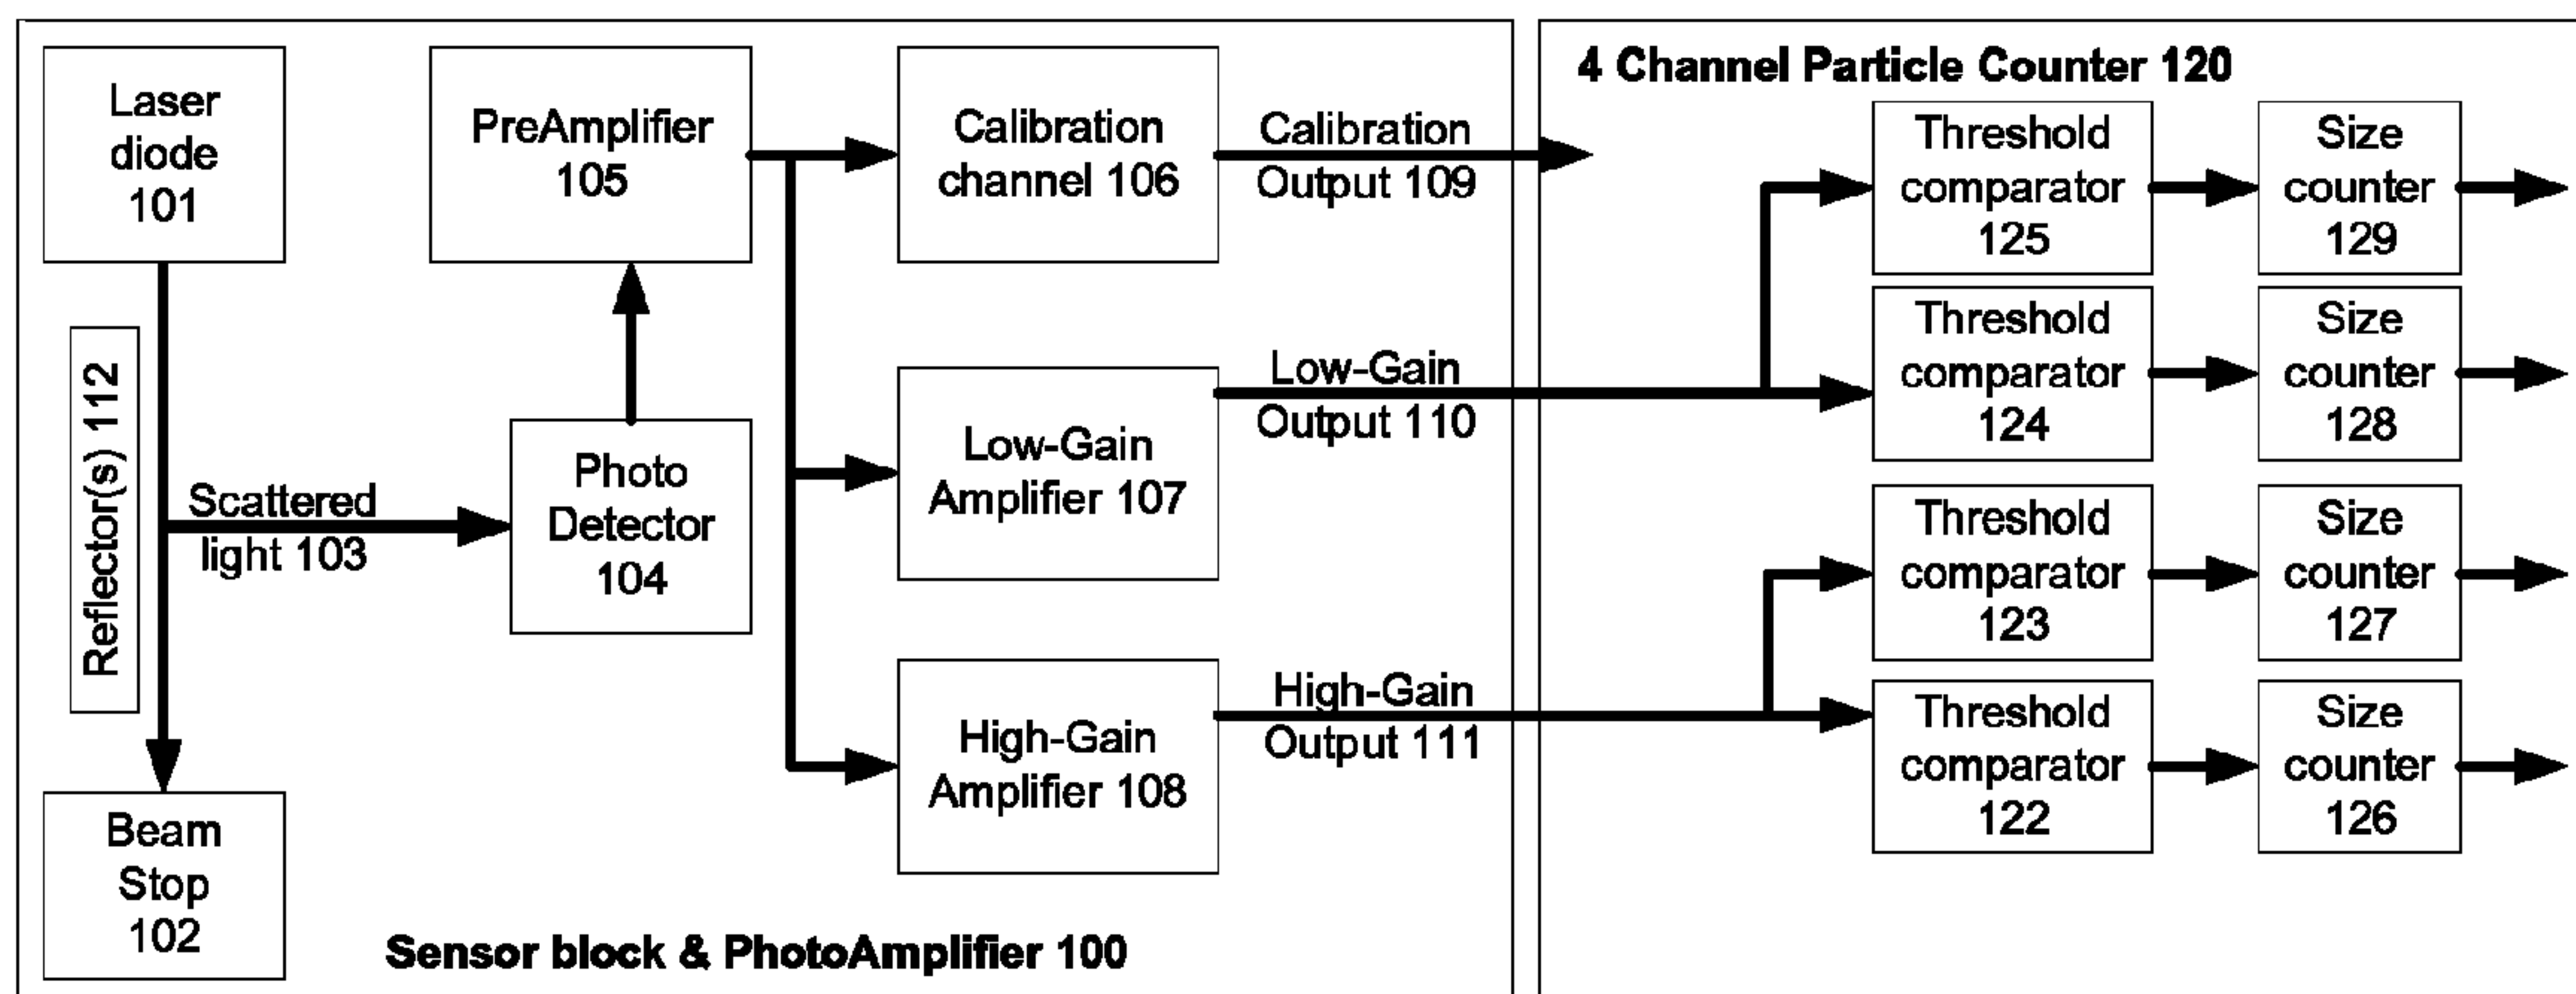 Laser
diode
101
Reflector(s) 112
Scattered
light 103
Beam
Stop
102
PreAmplifier
105
Photo
Detector
104
Calibration
channel 106
Low-Gain
Amplifier 107
High-Gain
Amplifier 108
Calibration
Output 109
Low-Gain
Output 110
High-Gain
Output 111
Sensor block & PhotoAmplifier 100
4 Channel Particle Counter 120
Threshold
comparator
125
Size
counter
129
Threshold
comparator
124
Size
counter
128
Threshold
comparator
123
Size
counter
127
Threshold
comparator
122
Size
counter
126